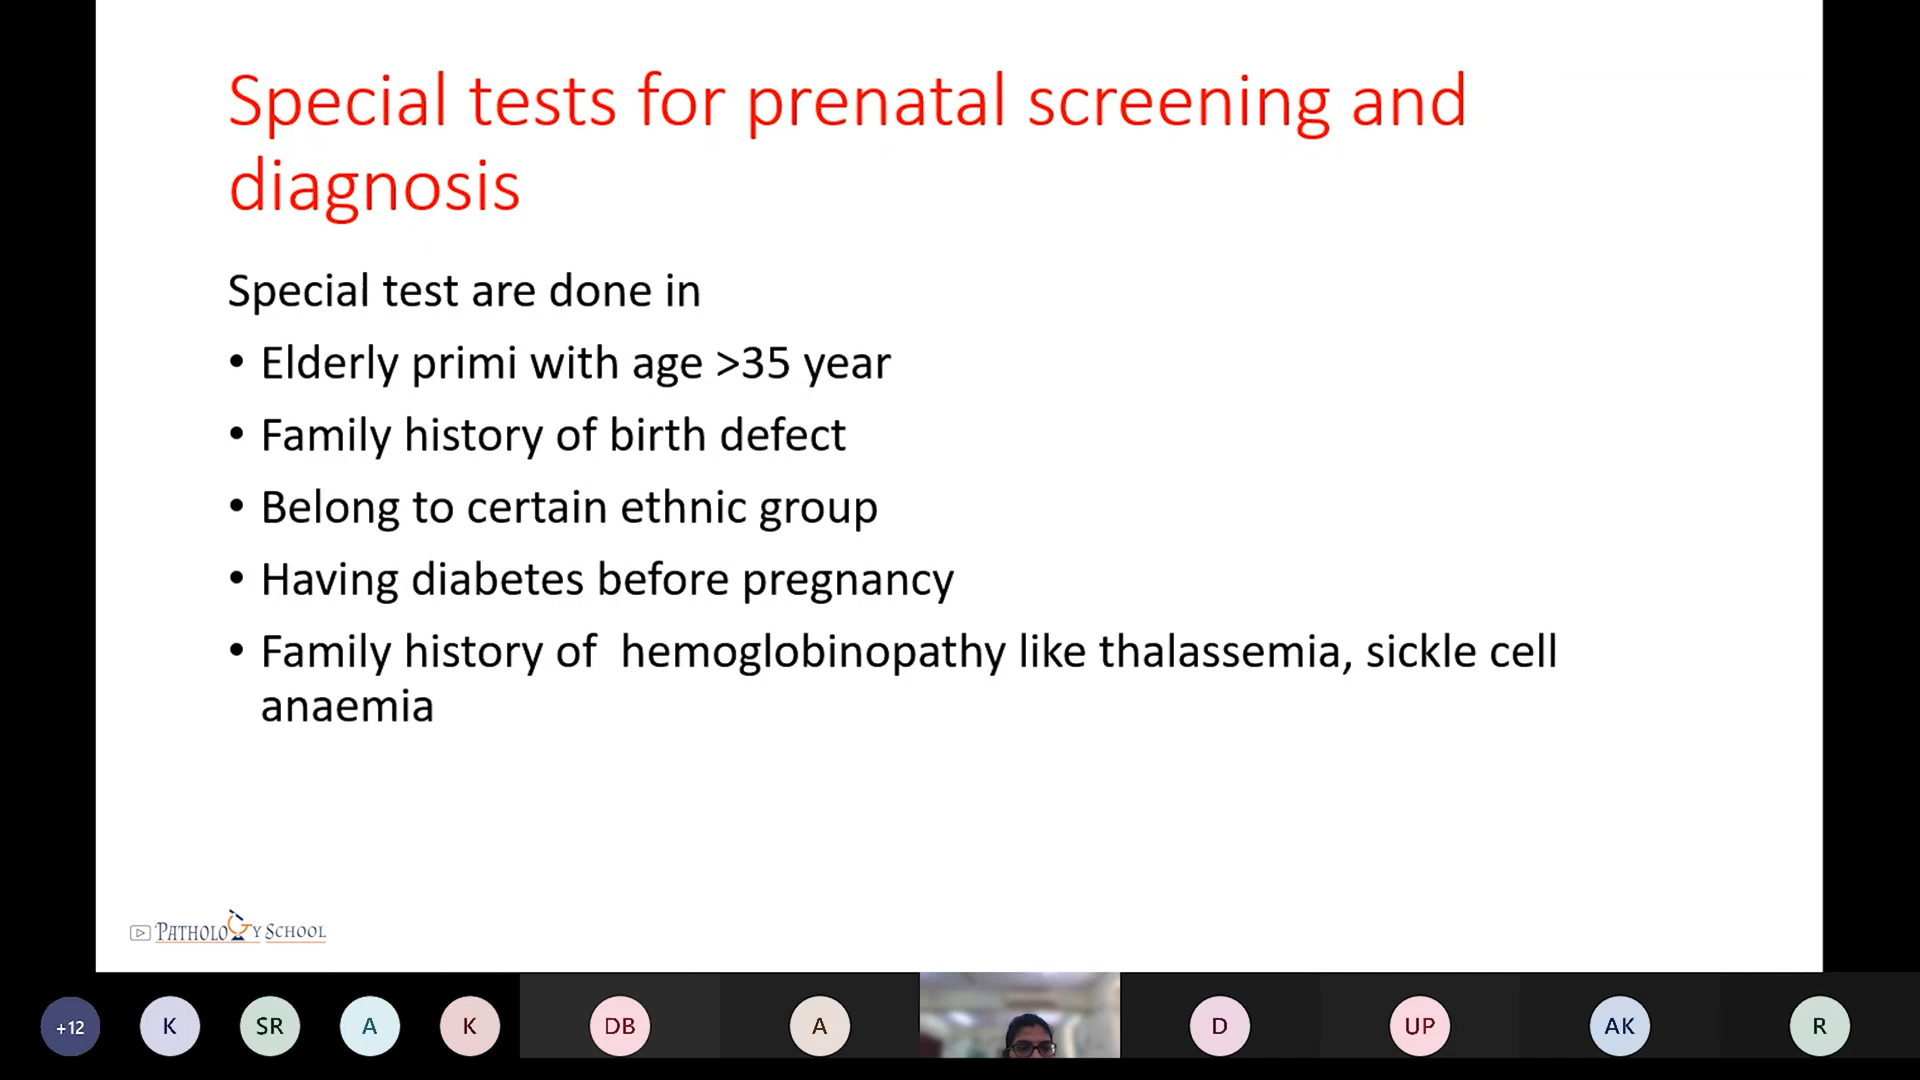 Special tests for prenatal screening and
diagnosis
Special test are done in
• Elderly primi with age >35 year
• Family history of birth defect
• Belong to certain ethnic group
• Having diabetes before pregnancy
• Family history of  hemoglobinopathy like thalassemia, sickle cell
anaemia
PATHOLOGY SCHOOL
+12 K SR A K DB A D UP AK R